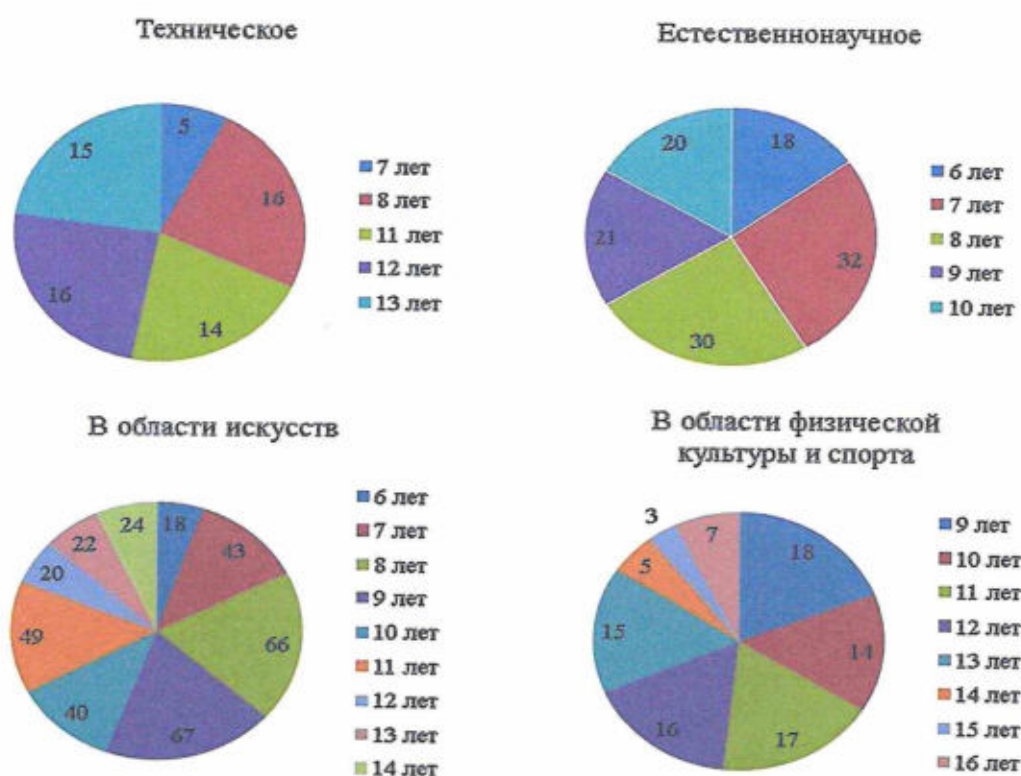 Техническое
5
16
14
16
15
7 лет
8 лет
11 лет
12 лет
13 лет
Естественнонаучное
18
32
30
21
20
6 лет
7 лет
8 лет
9 лет
10 лет
В области искусств
18
43
66
67
40
49
20
22
24
6 лет
7 лет
8 лет
9 лет
10 лет
11 лет
12 лет
13 лет
14 лет
В области физической
культуры и спорта
18
14
17
16
15
5
3
7
9 лет
10 лет
11 лет
12 лет
13 лет
14 лет
15 лет
16 лет